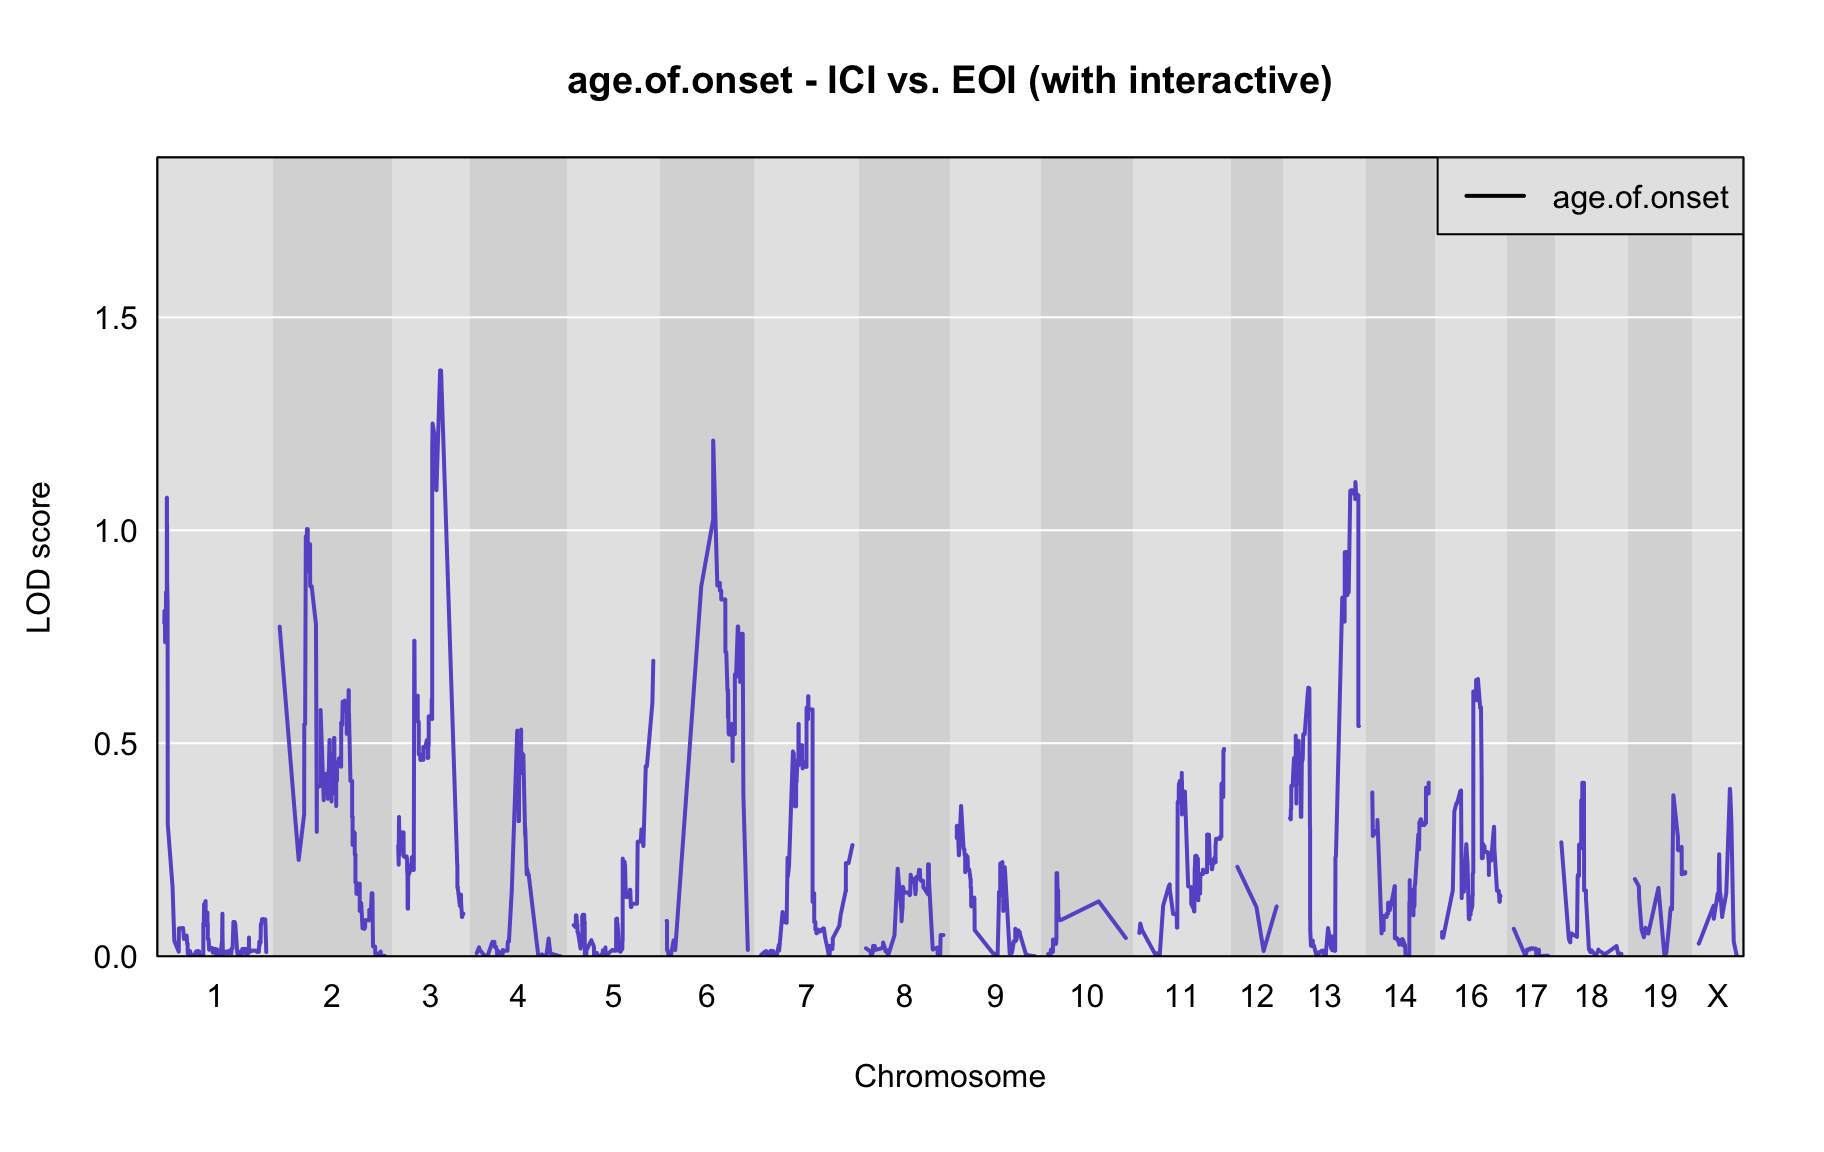 age.of.onset - ICI vs. EOI (with interactive)
age.of.onset
LOD score
1.5
1.0
0.5
0.0
1 2 3 4 5 6 7 8 9 10 11 12 13 14 16 17 18 19 X
Chromosome